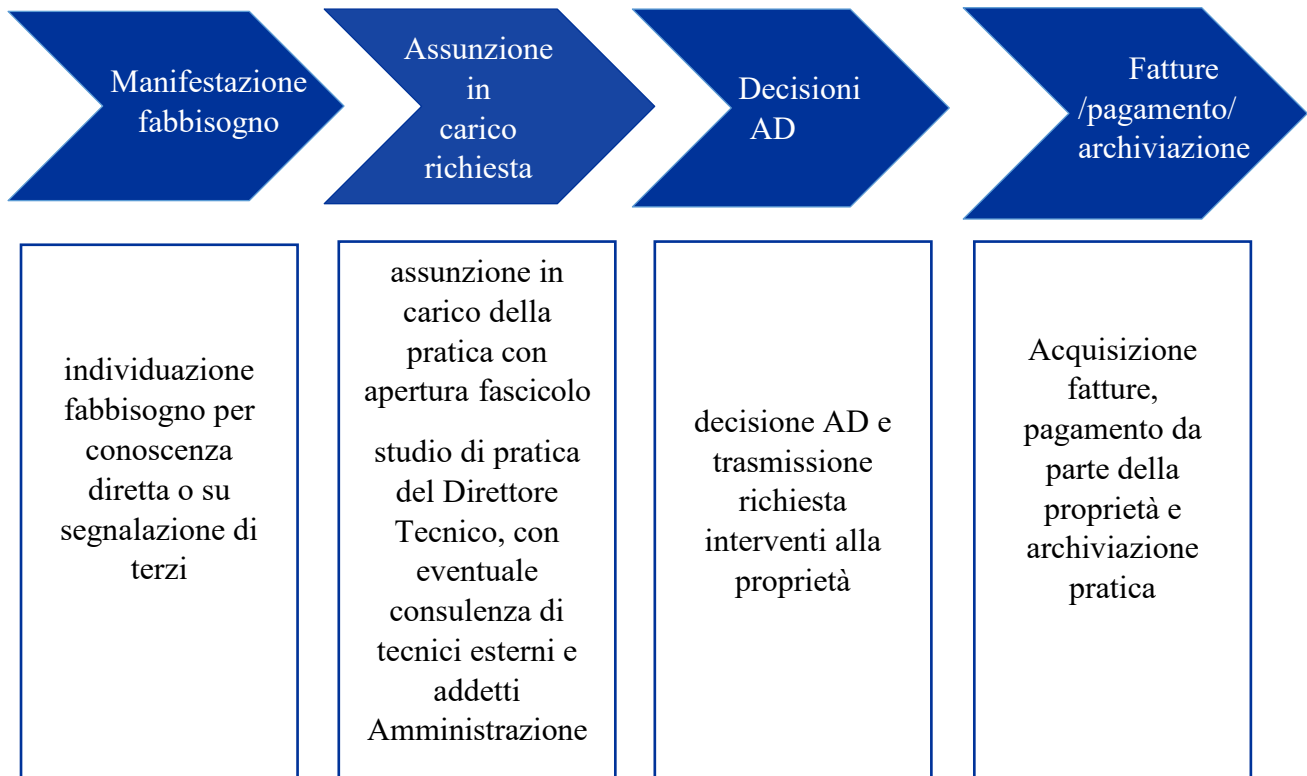 Manifestazione
fabbisogno
Assunzione
in
carico
richiesta
Decisioni
AD
Fatture
/pagamento/
archiviazione
individuazione
fabbisogno per
conoscenza
diretta o su
segnalazione di
terzi
assunzione in
carico della
pratica con
apertura fascicolo
studio di pratica
del Direttore
Tecnico, con
eventuale
consulenza di
tecnici esterni e
addetti
Amministrazione
decisione AD e
trasmissione
richiesta
interventi alla
proprietà
Acquisizione
fatture,
pagamento da
parte della
proprietà e
archiviazione
pratica